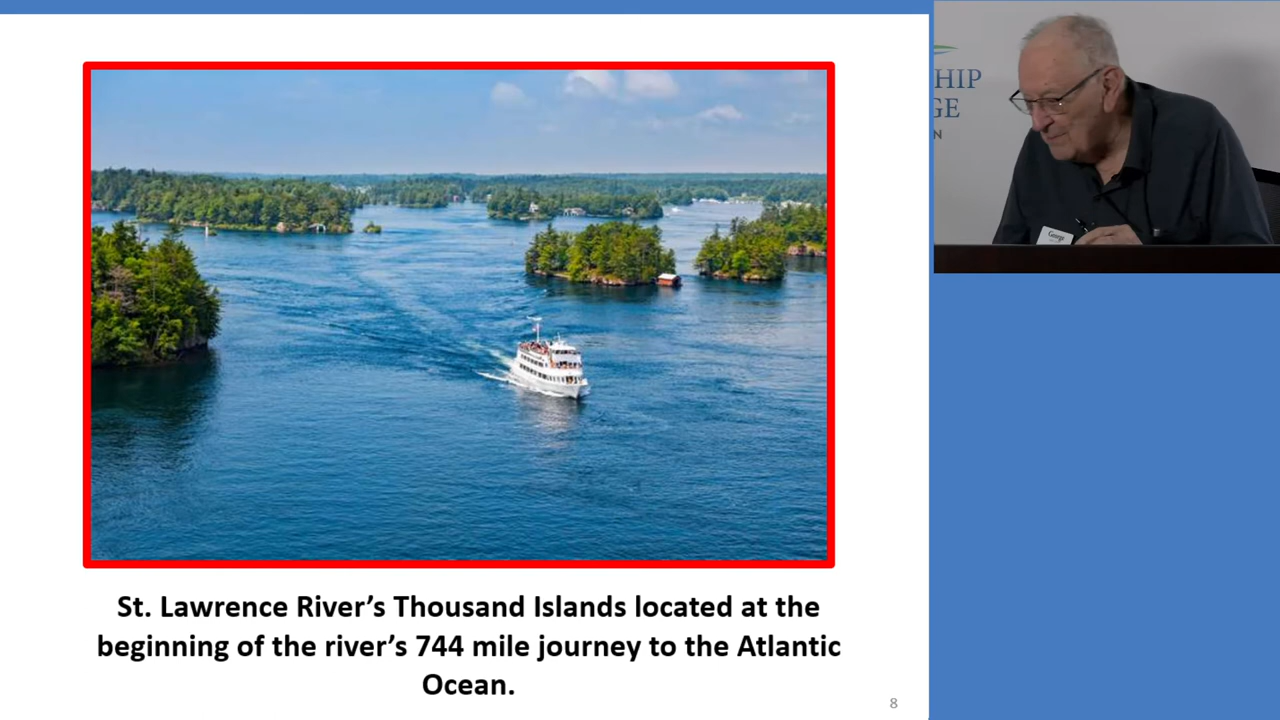 St. Lawrence River’s Thousand Islands located at the
beginning of the river’s 744 mile journey to the Atlantic
Ocean.
8
HIP
GE
N
George